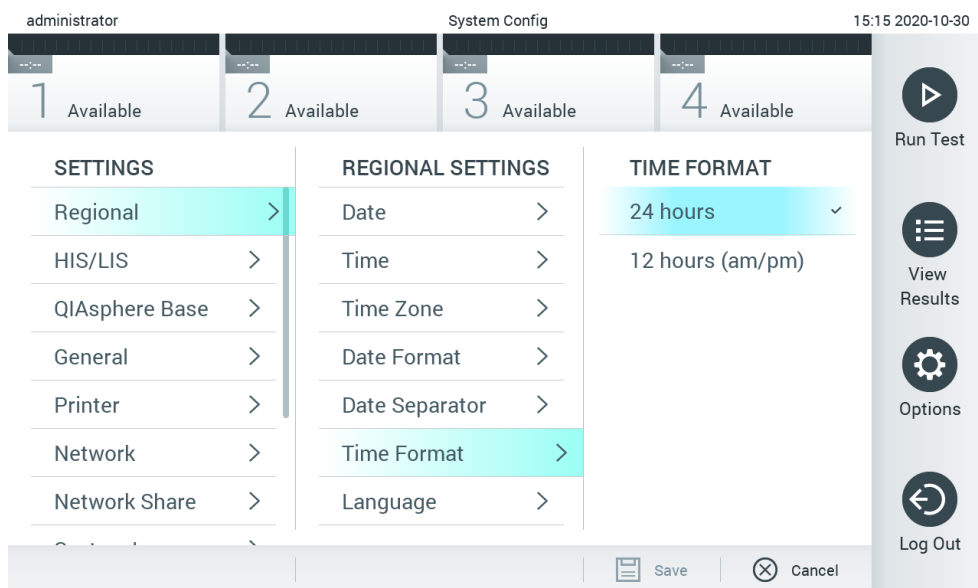 administrator
System Config
15:15 2020-10-30
--:--
1 Available
--:--
2 Available
--:--
3 Available
--:--
4 Available
SETTINGS
Regional
HIS/LIS
QIAsphere Base
General
Printer
Network
Network Share
REGIONAL SETTINGS
Date
Time
Time Zone
Date Format
Date Separator
Time Format
Language
TIME FORMAT
24 hours
12 hours (am/pm)
Run Test
View
Results
Options
Log Out
Save
Cancel